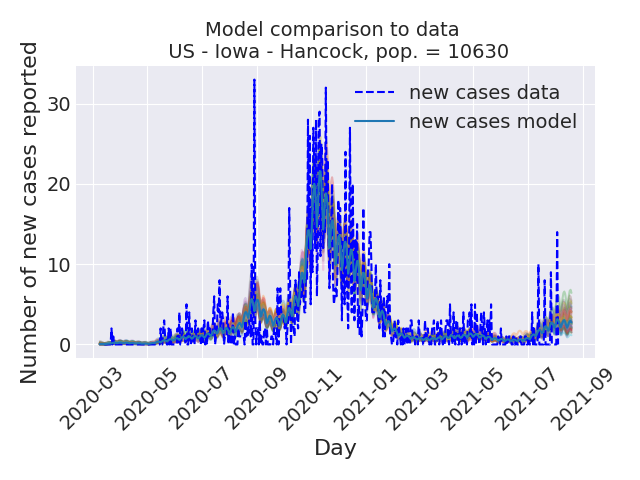 Model comparison to data
US - Iowa - Hancock, pop. = 10630
Number of new cases reported
30
20
10
0
new cases data
new cases model
2020-03
2020-05
2020-07
2020-09
2020-11
2021-01
2021-03
2021-05
2021-07
2021-09
Day